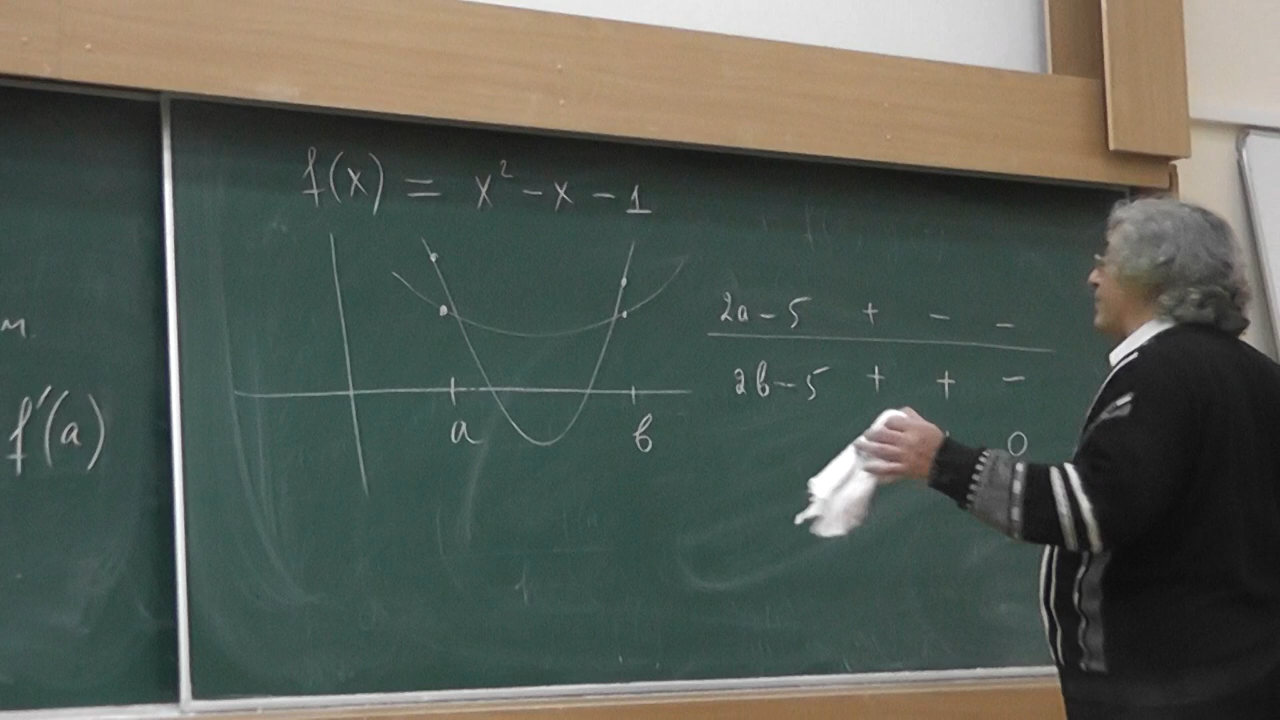 м
f'(a)
f(x) = x² - x - 1
a
b
2a - 5 + - -
2b - 5 + + -
0